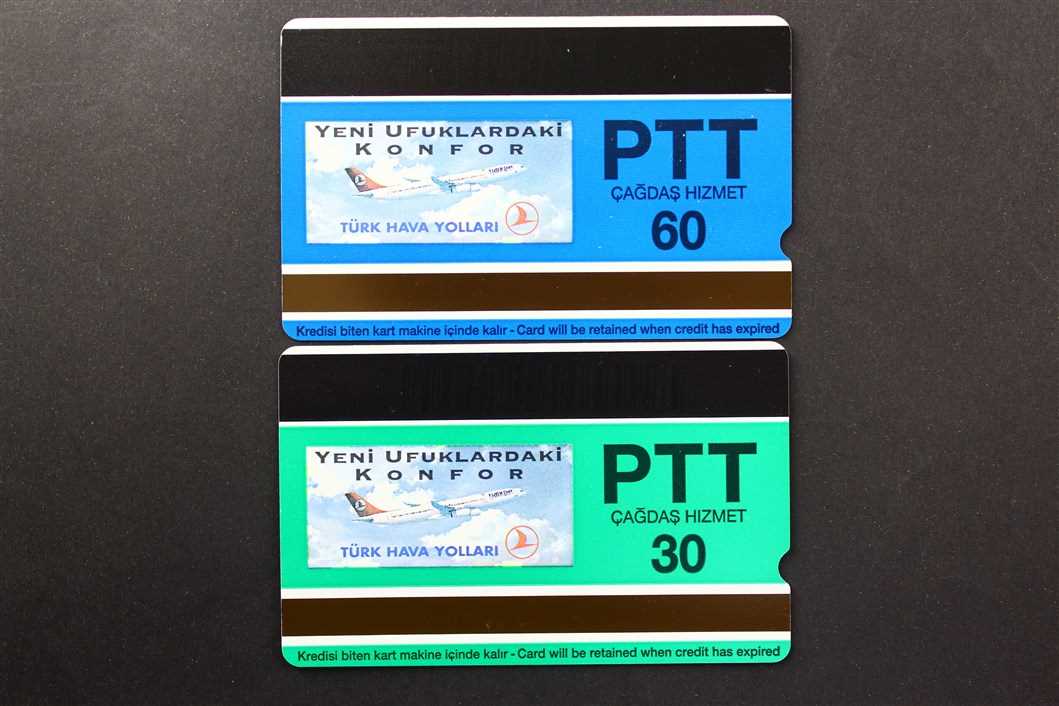 YENİ UFUKLARDAKİ
KONFOR
TÜRK HAVA YOLLARI
PTT
ÇAĞDAŞ HIZMET
60
Kredisi biten kart makine içinde kalır - Card will be retained when credit has expired
YENİ UFUKLARDAKİ
KONFOR
TÜRK HAVA YOLLARI
PTT
ÇAĞDAŞ HIZMET
30
Kredisi biten kart makine içinde kalır - Card will be retained when credit has expired